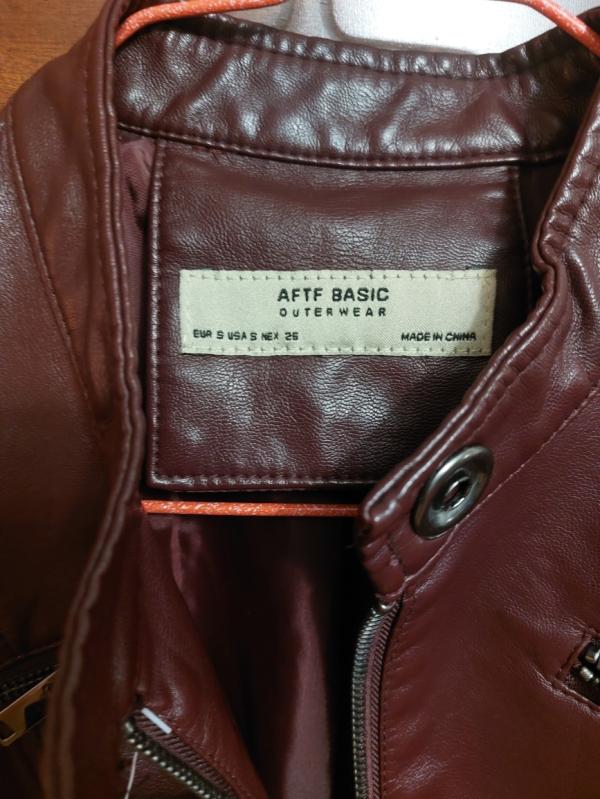 AFTF BASIC
OUTERWEAR
EUR S USA S MEX 26 MADE IN CHINA